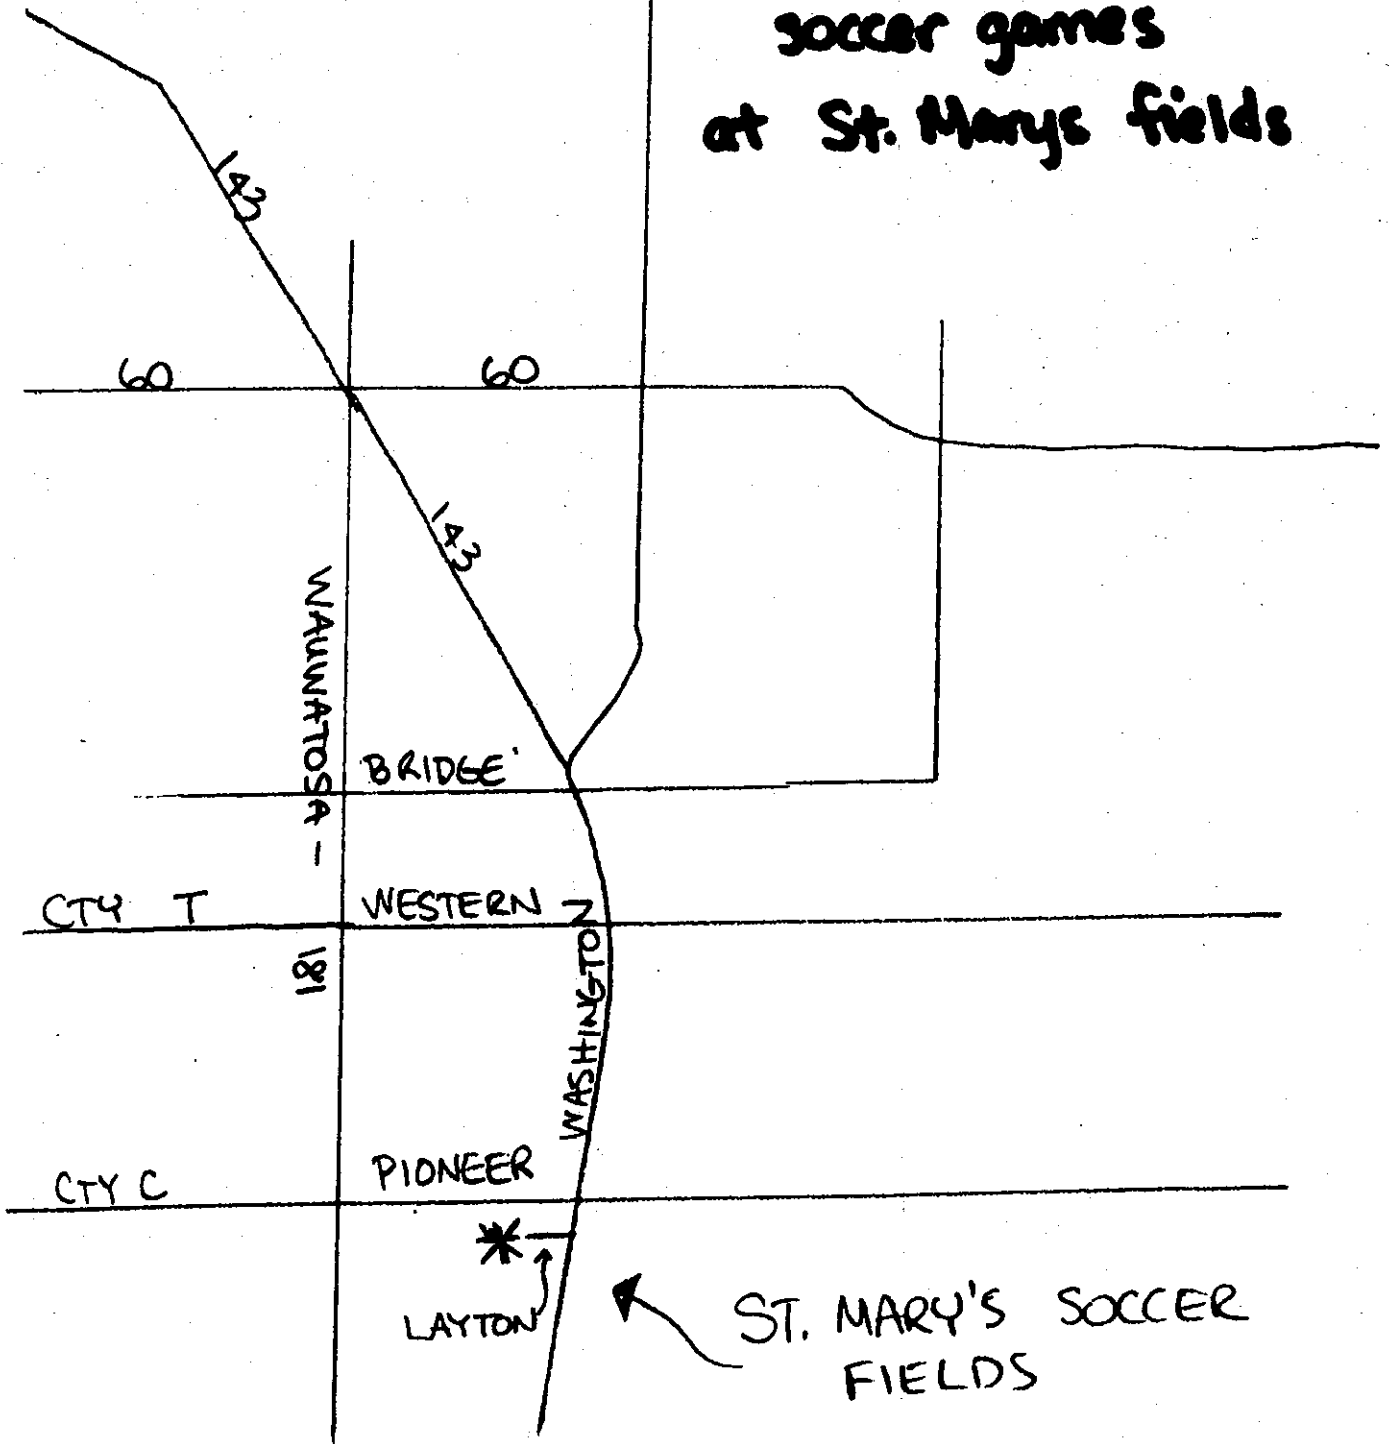 soccer games
at St. Marys fields
143
60
60
143
WAUWATOSA -
BRIDGE
CTY T
WESTERN
181
WASHINGTON
CTY C
PIONEER
LAYTON
ST. MARY'S SOCCER
FIELDS